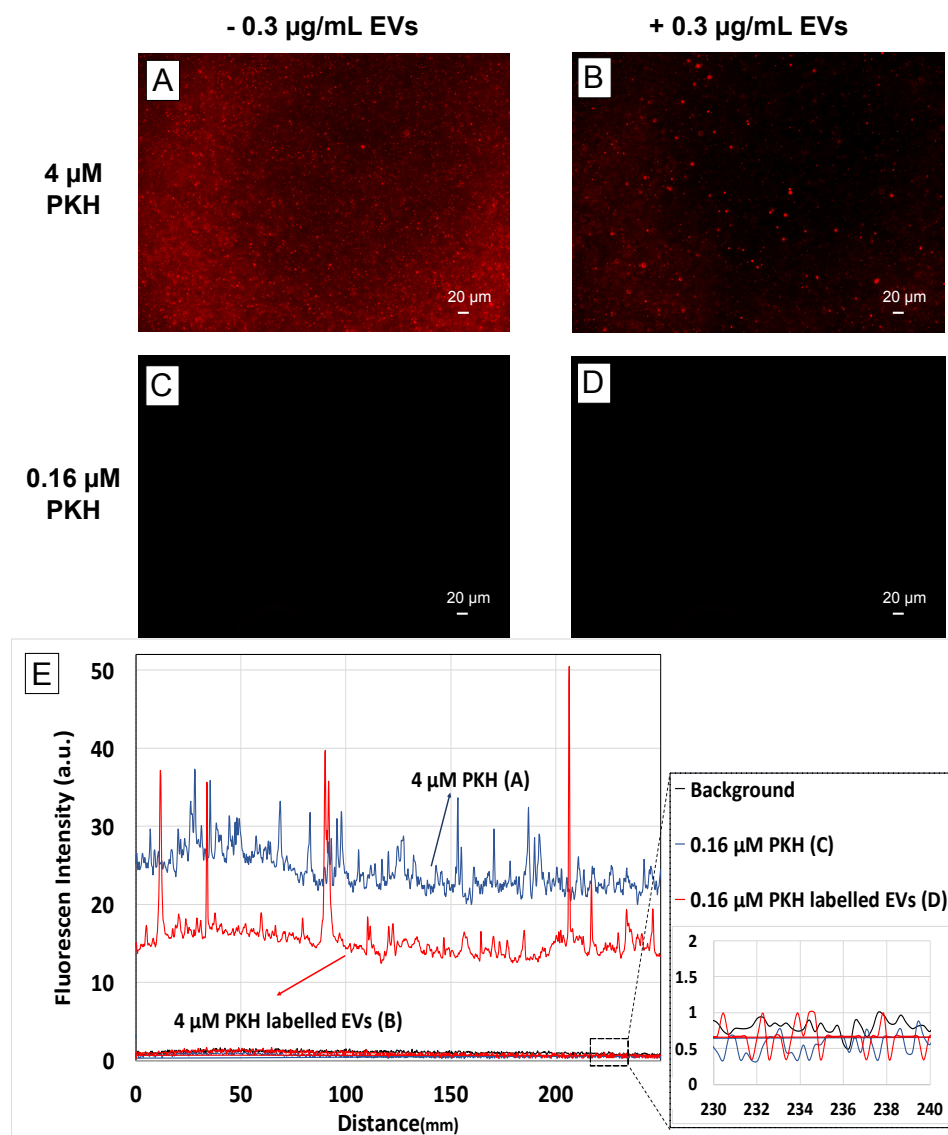 - 0.3 µg/mL EVs
+ 0.3 µg/mL EVs
A
B
4 µM
PKH
20 µm
20 µm
C
D
0.16 µM
PKH
20 µm
20 µm
E
50
40
30
20
10
0
Fluorescen Intensity (a.u.)
4 µM PKH (A)
4 µM PKH labelled EVs (B)
0
50
100
150
200
Distance(mm)
Background
0.16 µM PKH (C)
0.16 µM PKH labelled EVs (D)
2
1.5
1
0.5
0
230
232
234
236
238
240